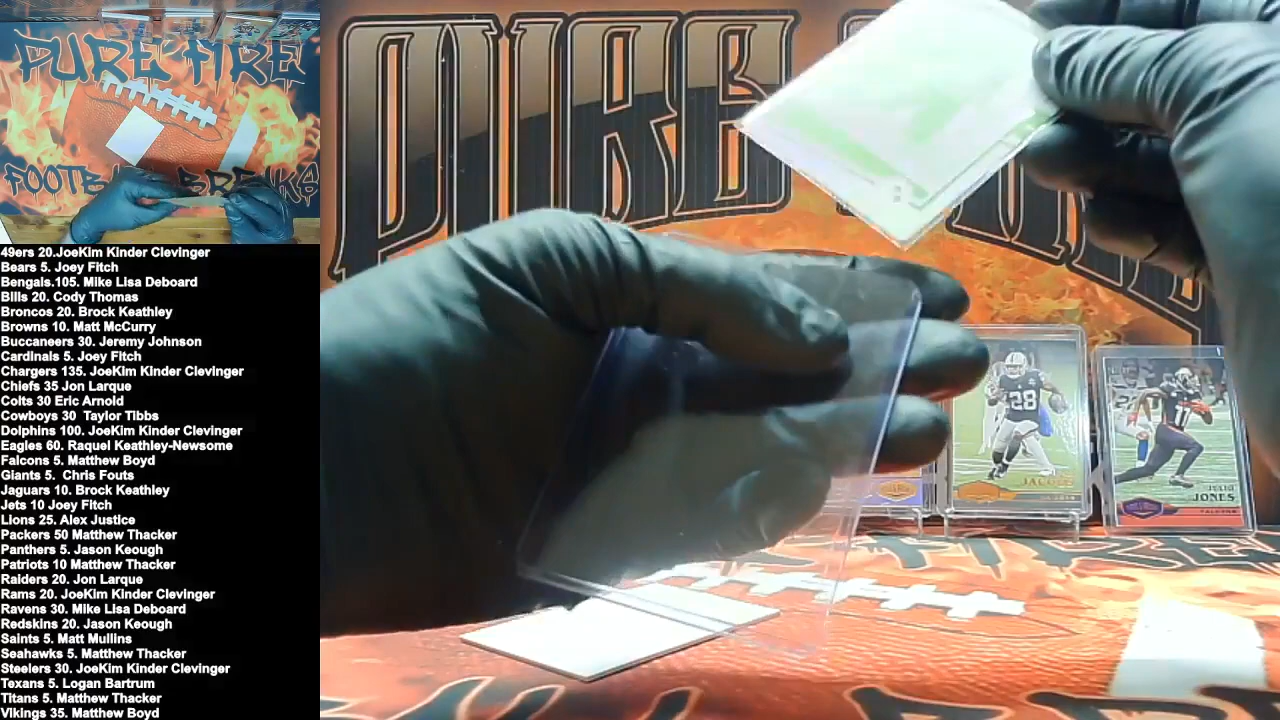 PURE FIRE
FOOTB BREAKS
49ers 20.JoeKim Kinder Clevinger
Bears 5. Joey Fitch
Bengals.105. Mike Lisa Deboard
Bills 20. Cody Thomas
Broncos 20. Brock Keathley
Browns 10. Matt McCurry
Buccaneers 30. Jeremy Johnson
Cardinals 5. Joey Fitch
Chargers 135. JoeKim Kinder Clevinger
Chiefs 35 Jon Larque
Colts 30 Eric Arnold
Cowboys 30 Taylor Tibbs
Dolphins 100. JoeKim Kinder Clevinger
Eagles 60. Raquel Keathley-Newsome
Falcons 5. Matthew Boyd
Giants 5. Chris Fouts
Jaguars 10. Brock Keathley
Jets 10 Joey Fitch
Lions 25. Alex Justice
Packers 50 Matthew Thacker
Panthers 5. Jason Keough
Patriots 10 Matthew Thacker
Raiders 20. Jon Larque
Rams 20. JoeKim Kinder Clevinger
Ravens 30. Mike Lisa Deboard
Redskins 20. Jason Keough
Saints 5. Matt Mullins
Seahawks 5. Matthew Thacker
Steelers 30. JoeKim Kinder Clevinger
Texans 5. Logan Bartrum
Titans 5. Matthew Thacker
Vikings 35. Matthew Boyd
PURE
28
JACOBS
11
JULIO
JONES
FALCONS